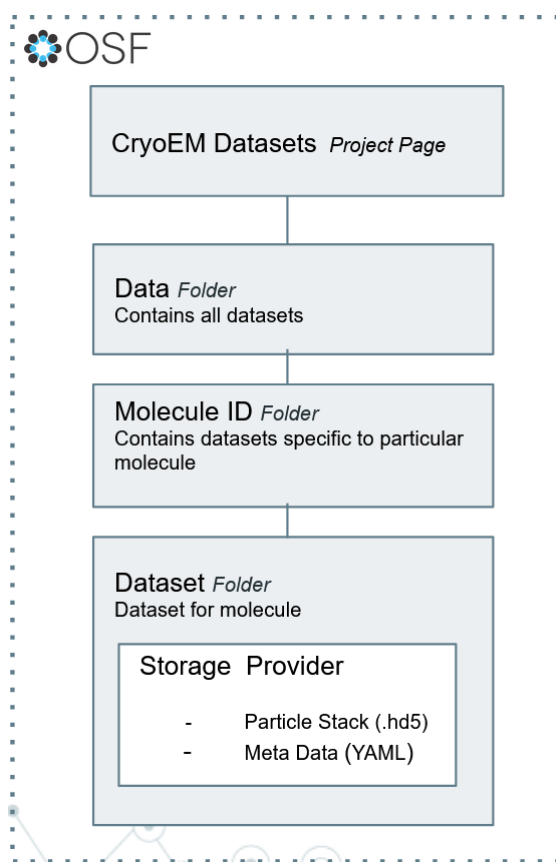 OSF
CryoEM Datasets Project Page
Data Folder
Contains all datasets
Molecule ID Folder
Contains datasets specific to particular
molecule
Dataset Folder
Dataset for molecule
Storage Provider
- Particle Stack (.hd5)
- Meta Data (YAML)